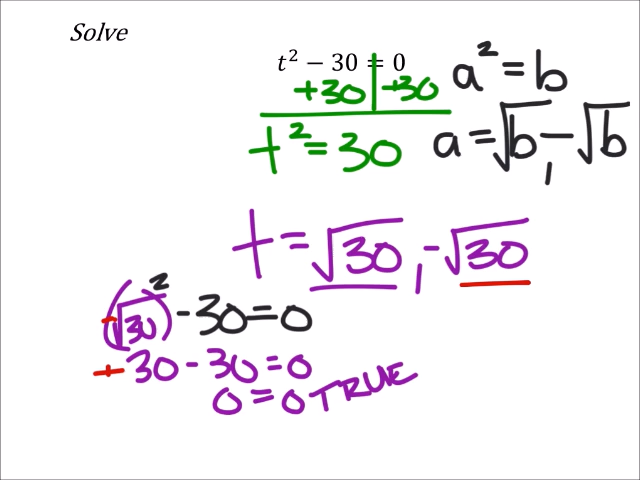 Solve
t² − 30 = 0
+30 +30
t² = 30
a² = b
a = √b, −√b
t = √30, −√30
(−√30)² − 30 = 0
+30 − 30 = 0
0 = 0 TRUE